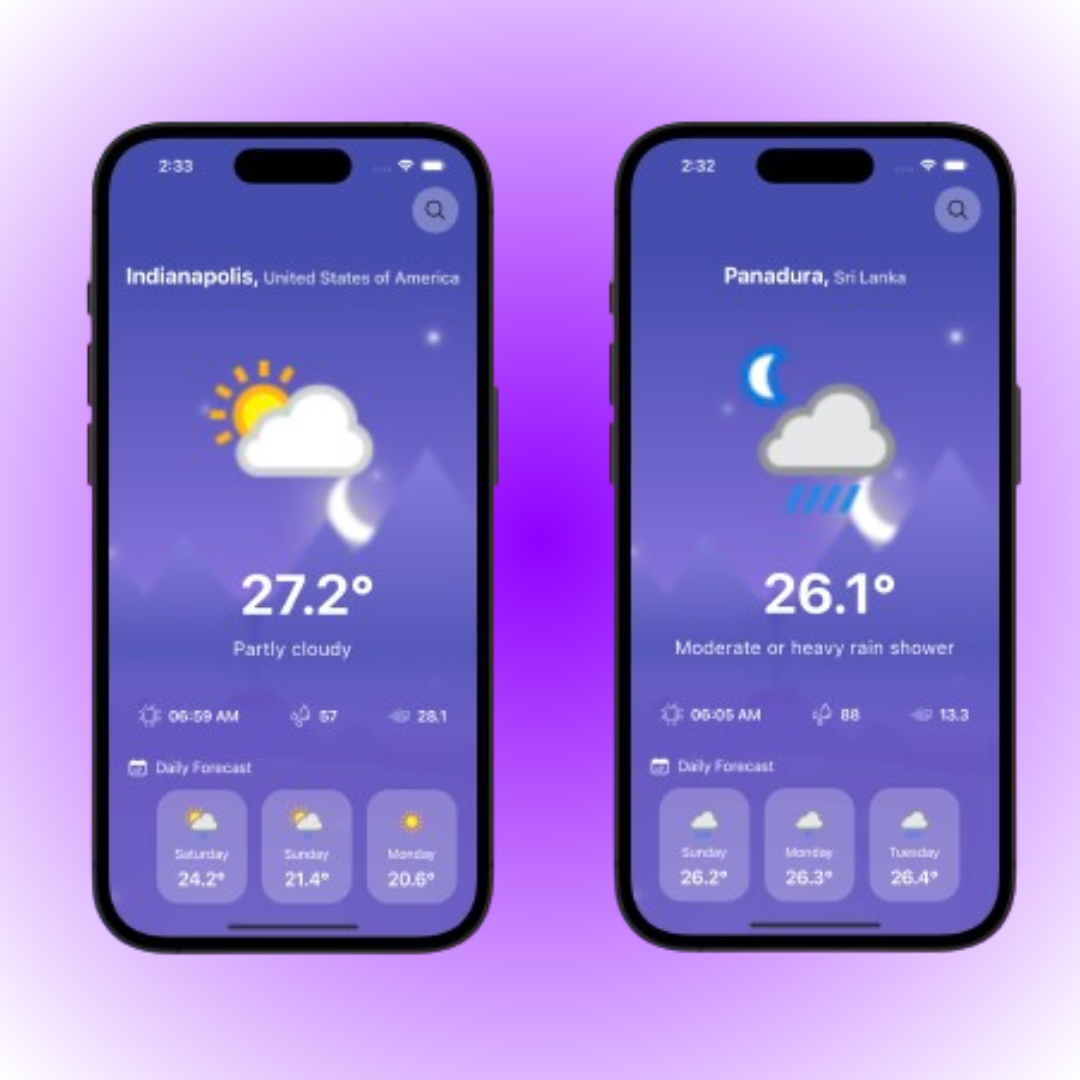 2:33
Indianapolis, United States of America
27.2°
Partly cloudy
06:59 AM 57 28.1
Daily Forecast
Saturday Sunday Monday
24.2° 21.4° 20.6°
2:32
Panadura, Sri Lanka
26.1°
Moderate or heavy rain shower
06:05 AM 88 13.3
Daily Forecast
Sunday Monday Tuesday
26.2° 26.3° 26.4°